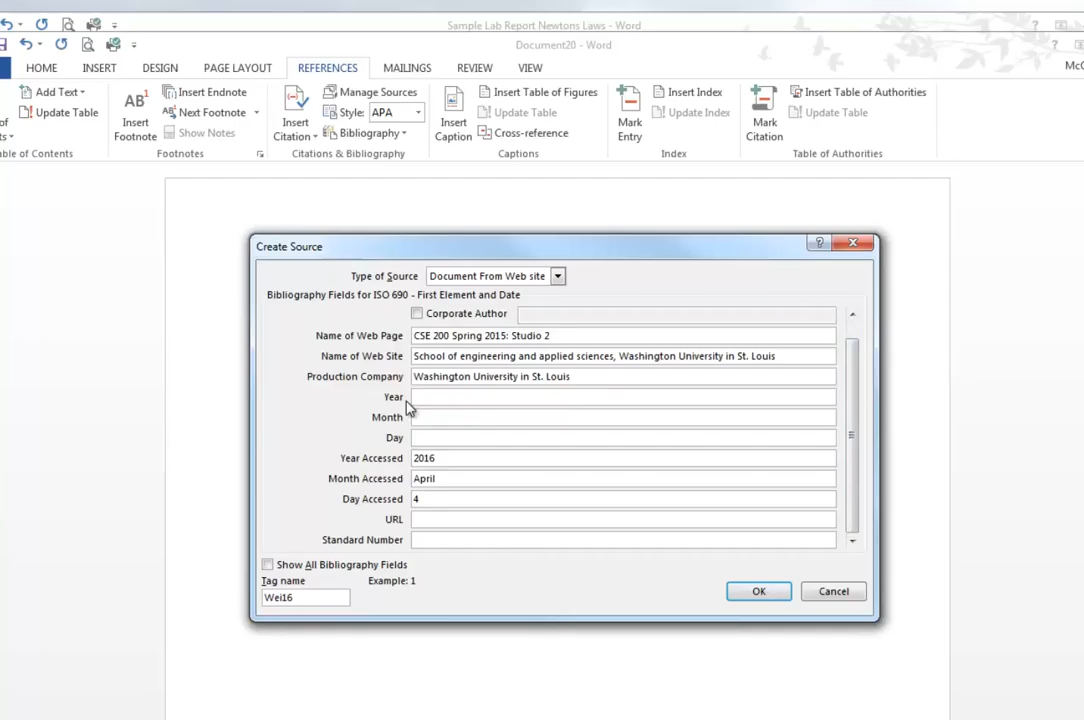 Sample Lab Report Newtons Laws - Word
Document20 - Word
HOME INSERT DESIGN PAGE LAYOUT REFERENCES MAILINGS REVIEW VIEW
Add Text
Update Table
Table of Contents
AB1
Insert
Footnote
Insert Endnote
Next Footnote
Show Notes
Footnotes
Insert
Citation
Manage Sources
Style: APA
Bibliography
Citations & Bibliography
Insert
Caption
Insert Table of Figures
Update Table
Cross-reference
Captions
Mark
Entry
Insert Index
Update Index
Index
Mark
Citation
Insert Table of Authorities
Update Table
Table of Authorities
Create Source
Type of Source Document From Web site
Bibliography Fields for ISO 690 - First Element and Date
Corporate Author
Name of Web Page CSE 200 Spring 2015: Studio 2
Name of Web Site School of engineering and applied sciences, Washington University in St. Louis
Production Company Washington University in St. Louis
Year
Month
Day
Year Accessed 2016
Month Accessed April
Day Accessed 4
URL
Standard Number
Show All Bibliography Fields
Tag name Example: 1
Wei16
OK Cancel